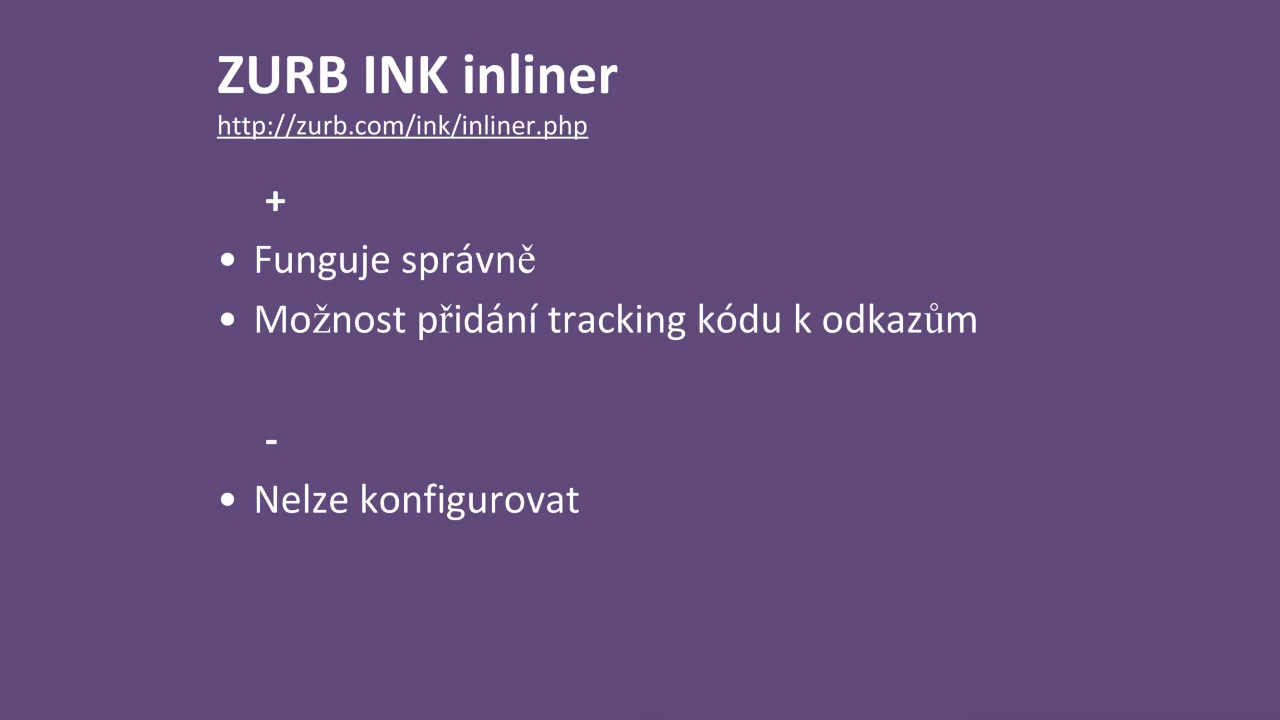 ZURB INK inliner
http://zurb.com/ink/inliner.php
+
• Funguje správně
• Možnost přidání tracking kódu k odkazům
-
• Nelze konfigurovat